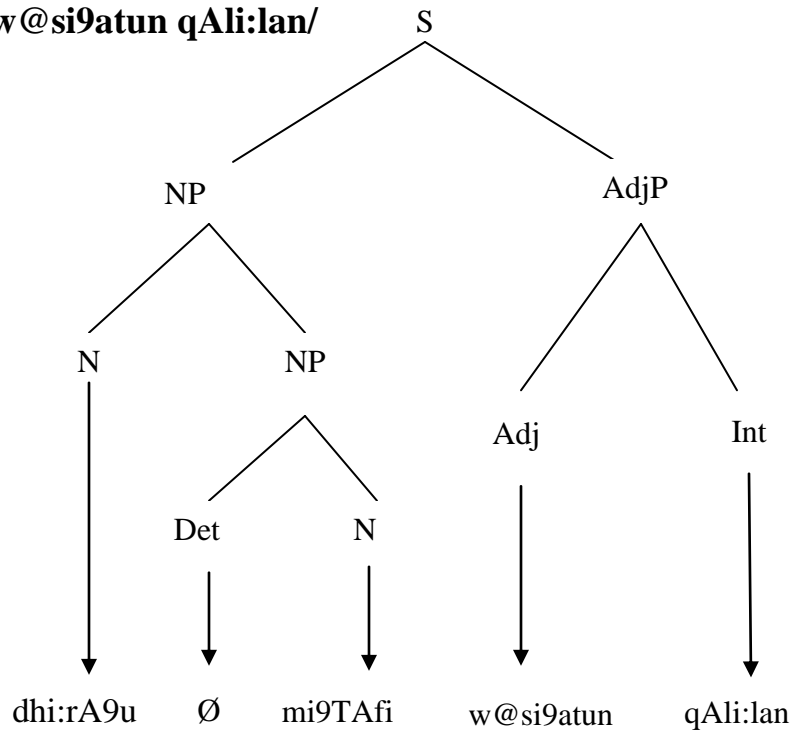 w@si9atun qAli:lan/
S
NP AdjP
N NP
Adj Int
Det N
dhi:rA9u Ø mi9TAfi w@si9atun qAli:lan